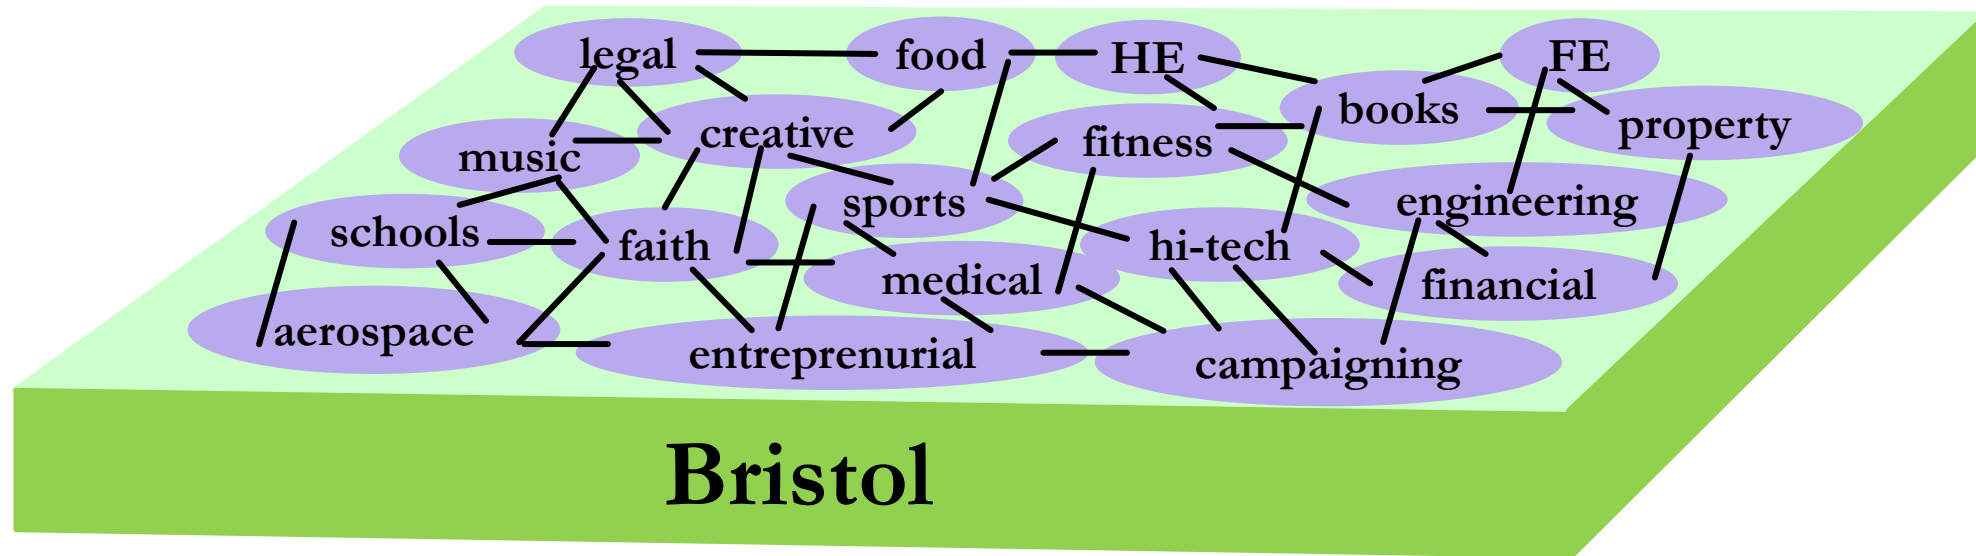 legal
food
HE
FE
books
creative
property
music
fitness
sports
engineering
schools
faith
hi-tech
medical
financial
aerospace
entreprenurial
campaigning
Bristol